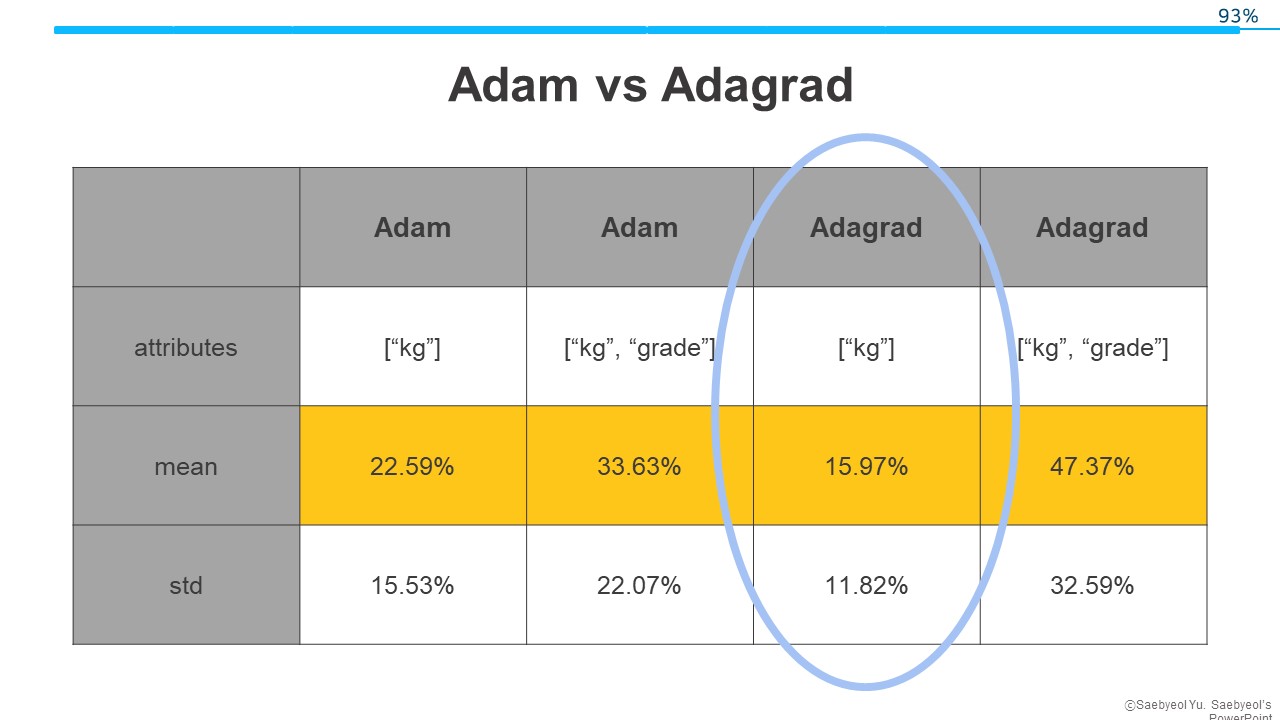 93%
Adam vs Adagrad
Adam Adam Adagrad Adagrad
attributes [“kg”] [“kg”, “grade”] [“kg”] [“kg”, “grade”]
mean 22.59% 33.63% 15.97% 47.37%
std 15.53% 22.07% 11.82% 32.59%
ⓒSaebyeol Yu. Saebyeol’s
PowerPoint